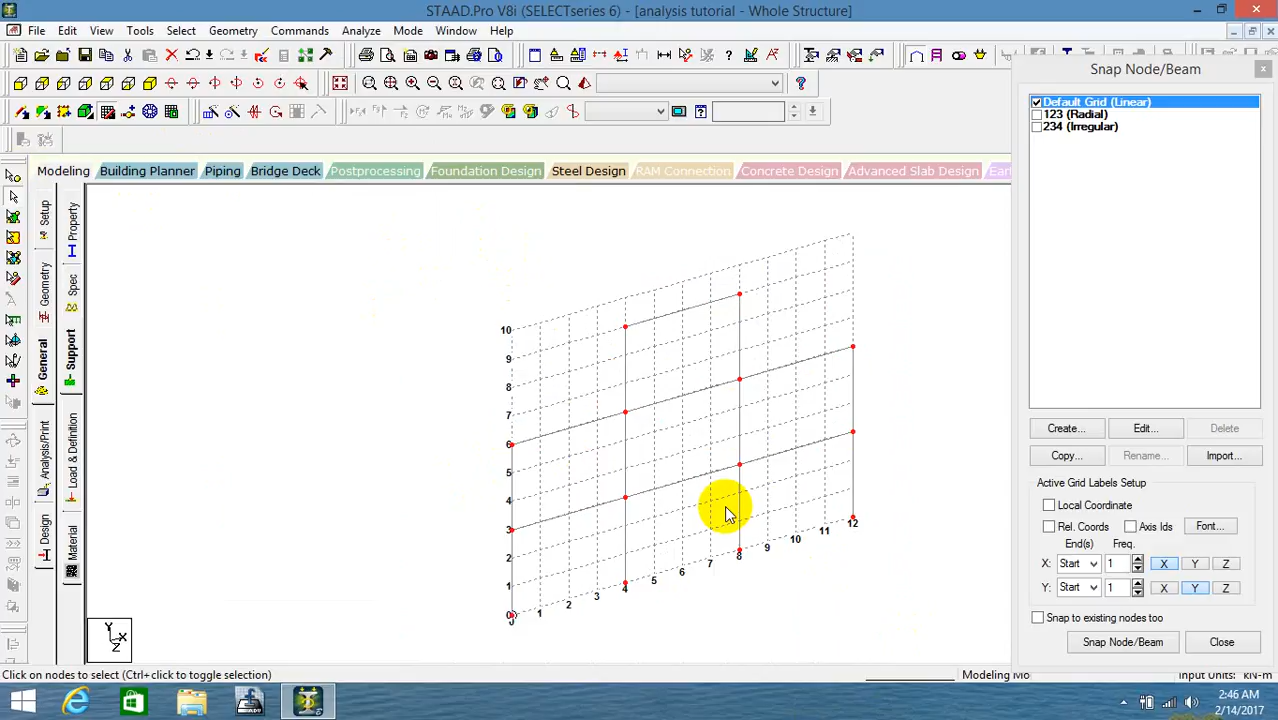 STAAD.Pro V8i (SELECTseries 6) - [analysis tutorial - Whole Structure]
File Edit View Tools Select Geometry Commands Analyze Mode Window Help
Snap Node/Beam
Default Grid (Linear)
123 (Radial)
234 (Irregular)
Modeling Building Planner Piping Bridge Deck Postprocessing Foundation Design Steel Design RAM Connection Concrete Design Advanced Slab Design
Setup
Geometry
General
Analysis/Print
Design
Property
Spec
Support
Load & Definition
Material
10
9
8
7
6
5
4
3
2
1
0
0 1 2 3 4 5 6 7 8 9 10 11 12
Y
X
Z
Create... Edit... Delete
Copy... Rename... Import...
Active Grid Labels Setup
Local Coordinate
Rel. Coords Axis Ids Font...
End(s) Freq.
X: Start 1 X Y Z
Y: Start 1 X Y Z
Snap to existing nodes too
Snap Node/Beam Close
Click on nodes to select (Ctrl+click to toggle selection)
Modeling Mo
Input Units: kN-m
2:46 AM
2/14/2017